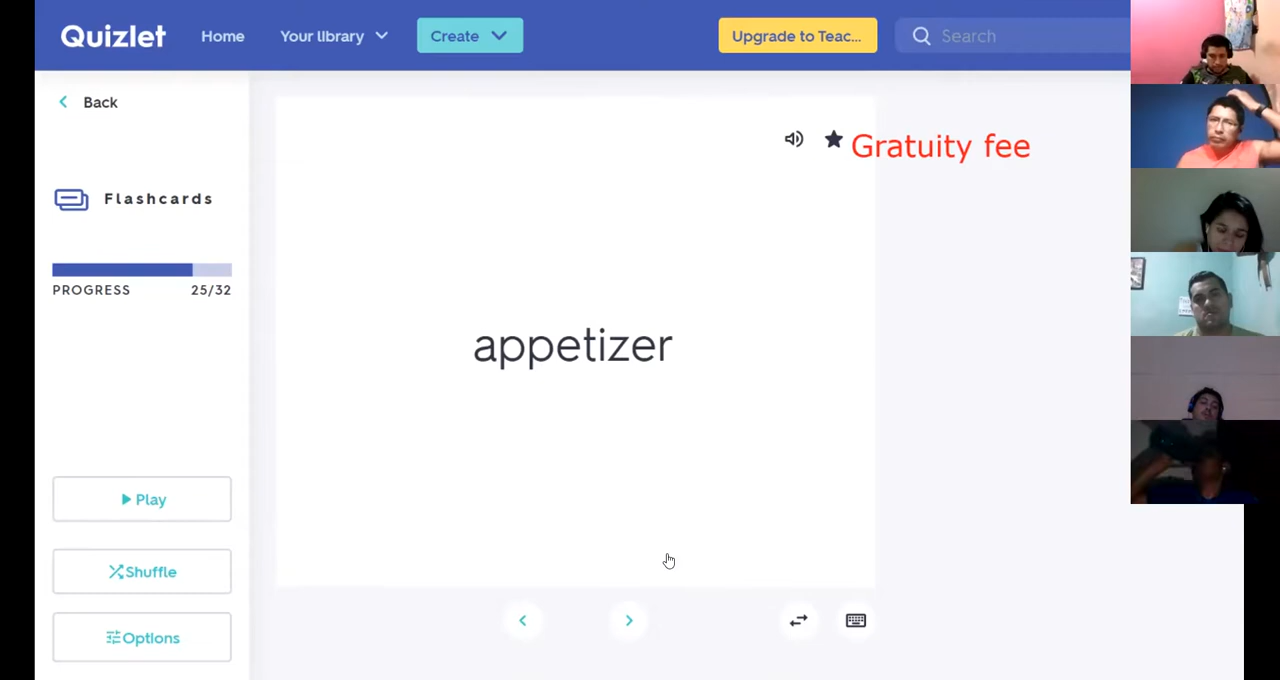 Quizlet
Home
Your library
Create
Upgrade to Teac...
Search
Back
Flashcards
PROGRESS 25/32
Gratuity fee
appetizer
Play
Shuffle
Options